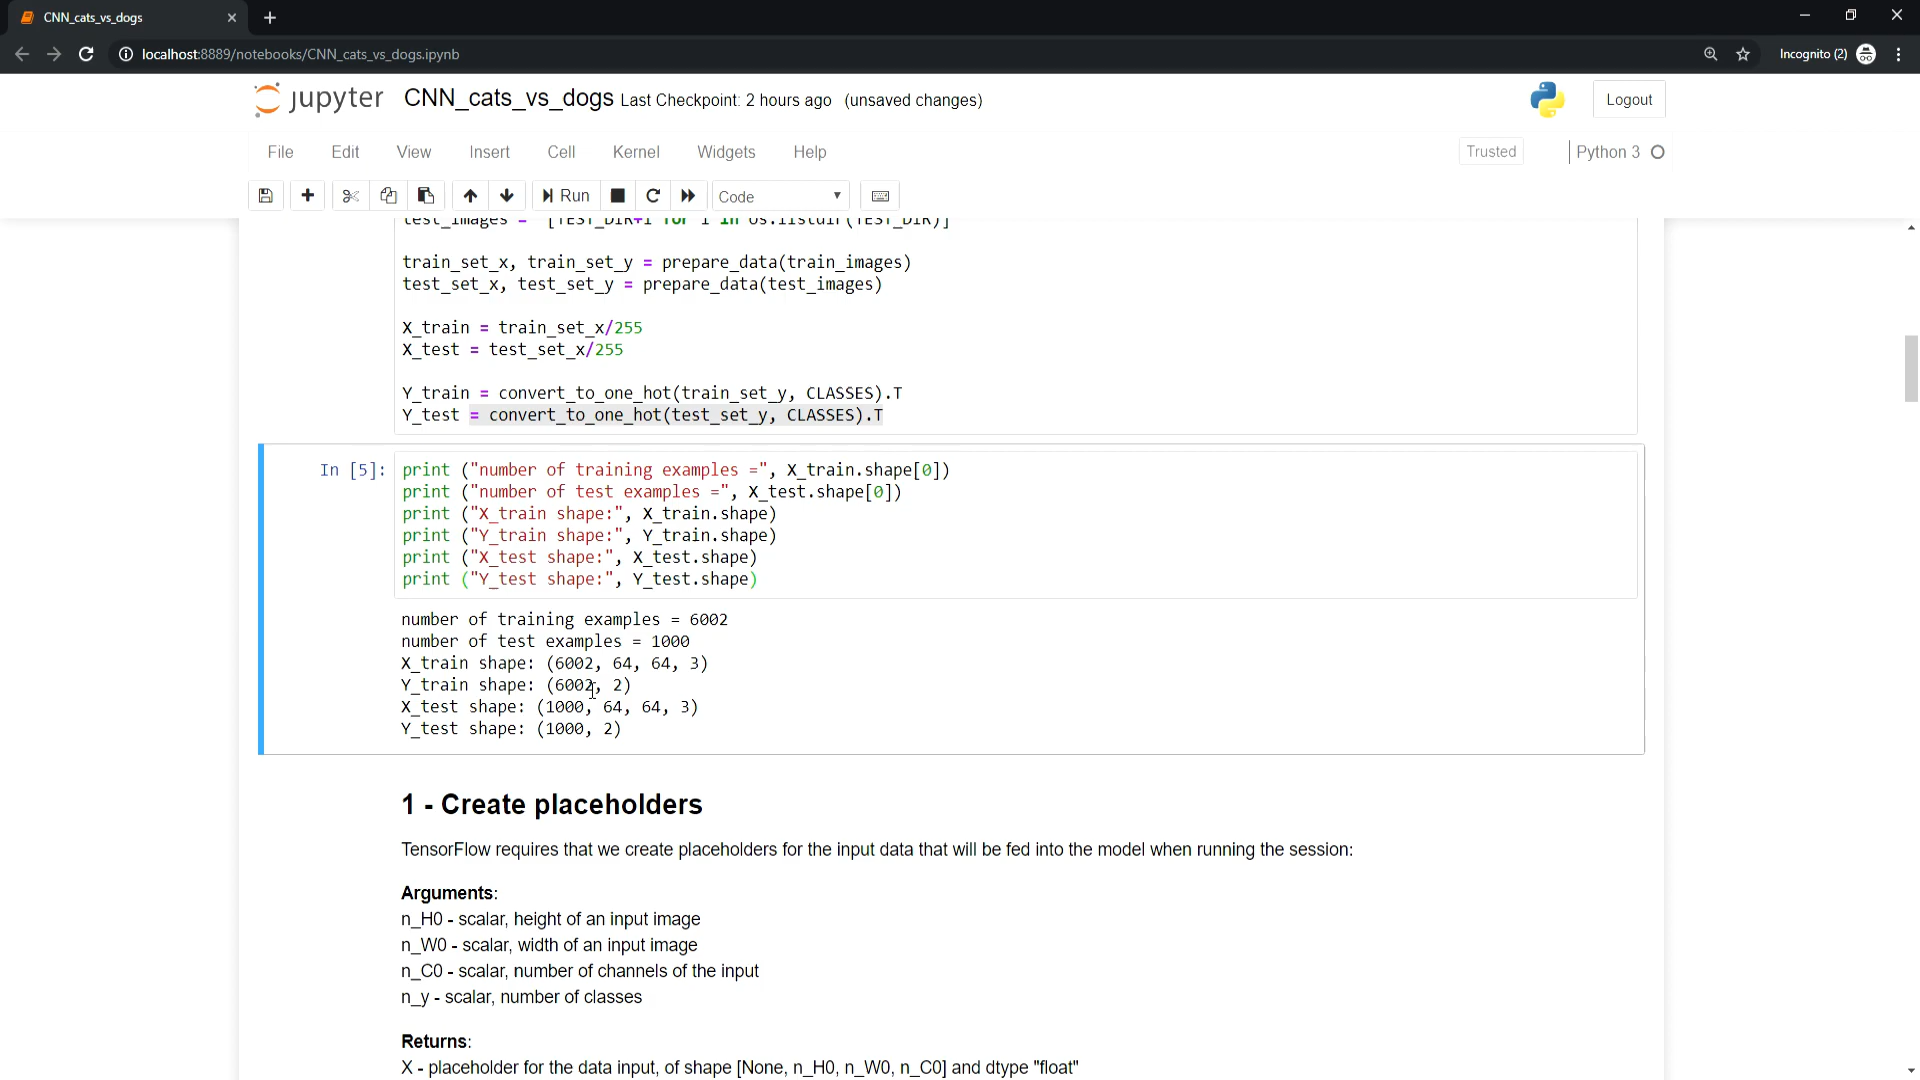 CNN_cats_vs_dogs
localhost:8889/notebooks/CNN_cats_vs_dogs.ipynb
Incognito (2)
jupyter CNN_cats_vs_dogs Last Checkpoint: 2 hours ago (unsaved changes)
Logout
File Edit View Insert Cell Kernel Widgets Help
Trusted
Python 3
Run
Code
test_images = [TEST_DIR+i for i in os.listdir(TEST_DIR)]
train_set_x, train_set_y = prepare_data(train_images)
test_set_x, test_set_y = prepare_data(test_images)
X_train = train_set_x/255
X_test = test_set_x/255
Y_train = convert_to_one_hot(train_set_y, CLASSES).T
Y_test = convert_to_one_hot(test_set_y, CLASSES).T
In [5]: print ("number of training examples =", X_train.shape[0])
print ("number of test examples =", X_test.shape[0])
print ("X_train shape:", X_train.shape)
print ("Y_train shape:", Y_train.shape)
print ("X_test shape:", X_test.shape)
print ("Y_test shape:", Y_test.shape)
number of training examples = 6002
number of test examples = 1000
X_train shape: (6002, 64, 64, 3)
Y_train shape: (6002, 2)
X_test shape: (1000, 64, 64, 3)
Y_test shape: (1000, 2)
1 - Create placeholders
TensorFlow requires that we create placeholders for the input data that will be fed into the model when running the session:
Arguments:
n_H0 - scalar, height of an input image
n_W0 - scalar, width of an input image
n_C0 - scalar, number of channels of the input
n_y - scalar, number of classes
Returns:
X - placeholder for the data input, of shape [None, n_H0, n_W0, n_C0] and dtype "float"